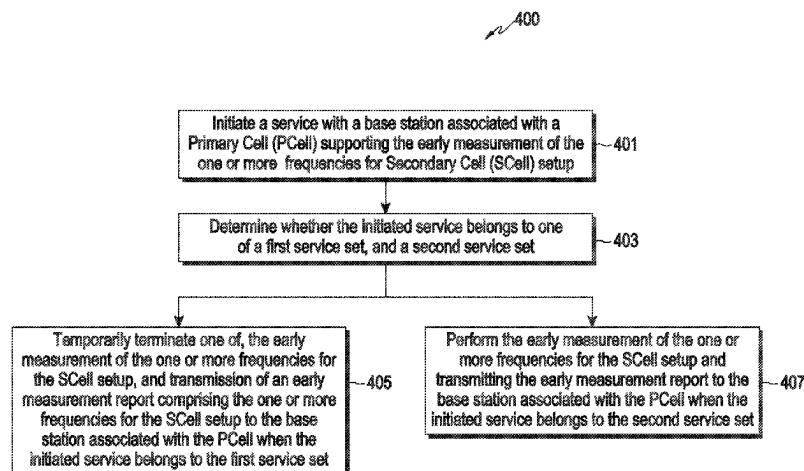 400
Initiate a service with a base station associated with a
Primary Cell (PCell) supporting the early measurement of the
one or more frequencies for Secondary Cell (SCell) setup
401
Determine whether the initiated service belongs to one
of a first service set, and a second service set
403
Temporarily terminate one of, the early
measurement of the one or more frequencies for
the SCell setup, and transmission of an early
measurement report comprising the one or more
frequencies for the SCell setup to the base
station associated with the PCell when the
initiated service belongs to the first service set
405
Perform the early measurement of the one or
more frequencies for the SCell setup and
transmitting the early measurement report to the
base station associated with the PCell when the
initiated service belongs to the second service set
407